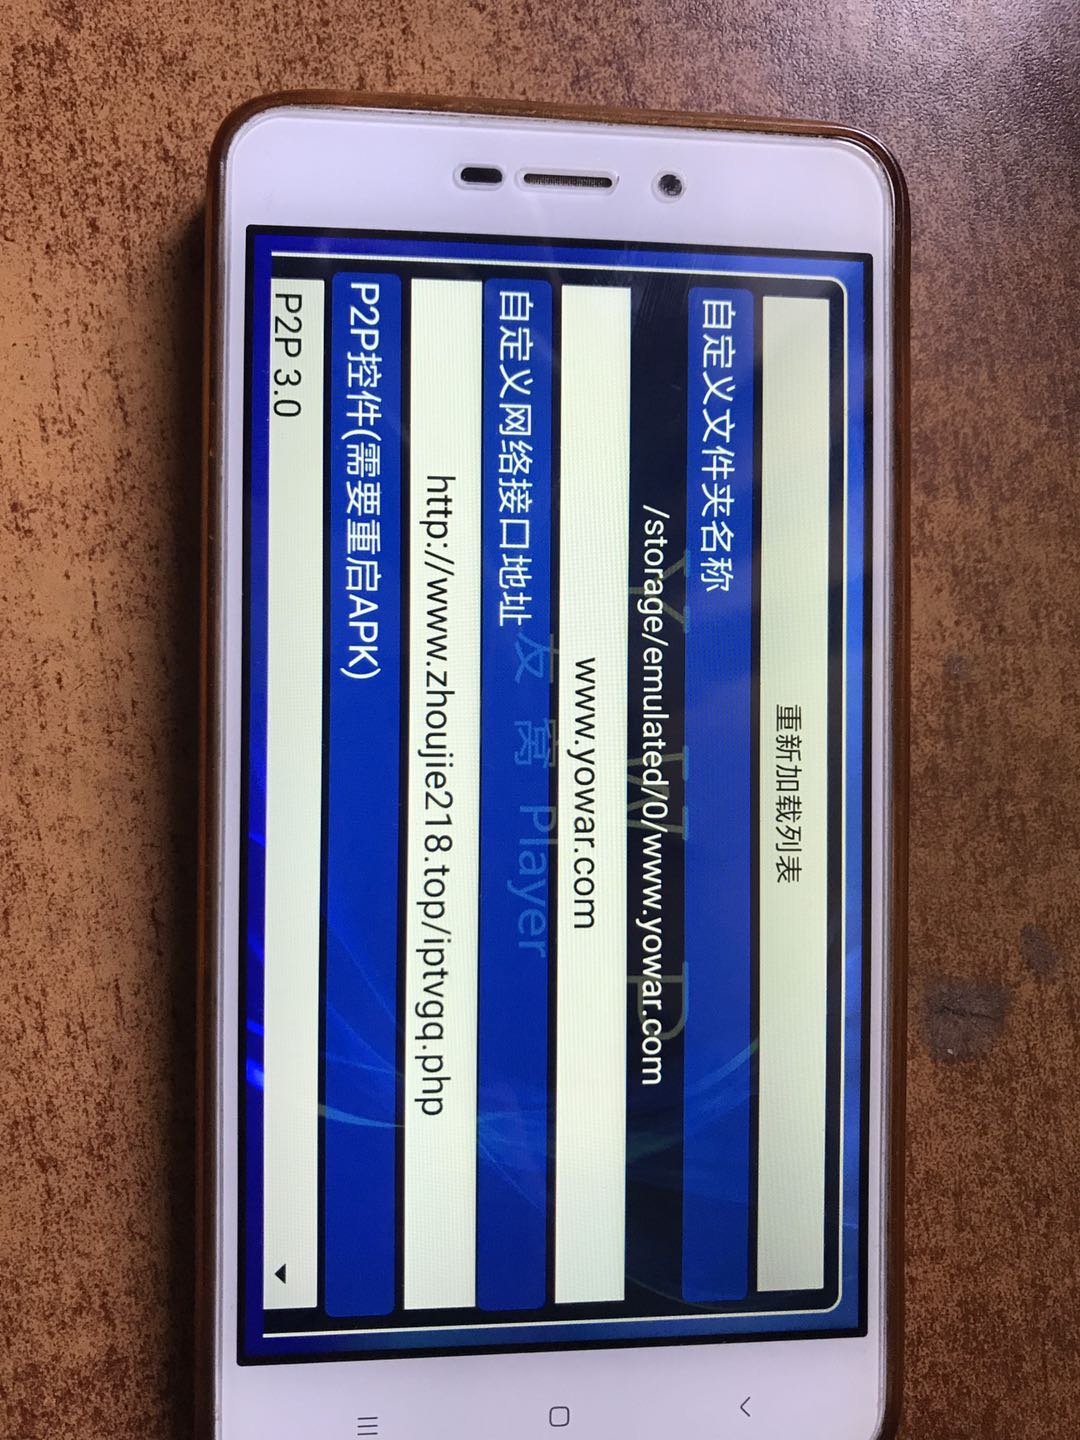 重新加载列表
自定义文件夹名称
/storage/emulated/0/www.yowar.com
www.yowar.com
自定义网络接口地址
http://www.zhoujie218.top/iptvgq.php
P2P控件(需要重启APK)
P2P 3.0
Y W P
友窝 Player